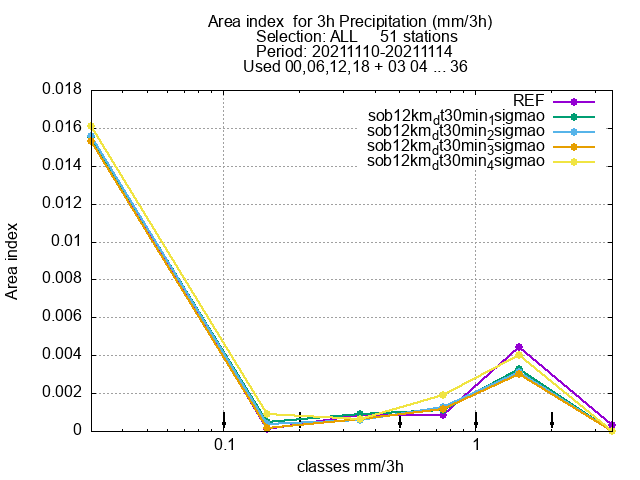 Area index  for 3h Precipitation (mm/3h)
Selection: ALL     51 stations
Period: 20211110-20211114
Used 00,06,12,18 + 03 04 ... 36
REF
sob12km_dt30min_1sigmao
sob12km_dt30min_2sigmao
sob12km_dt30min_3sigmao
sob12km_dt30min_4sigmao
0.018
0.016
0.014
0.012
0.01
0.008
0.006
0.004
0.002
0
Area index
0.1
1
classes mm/3h